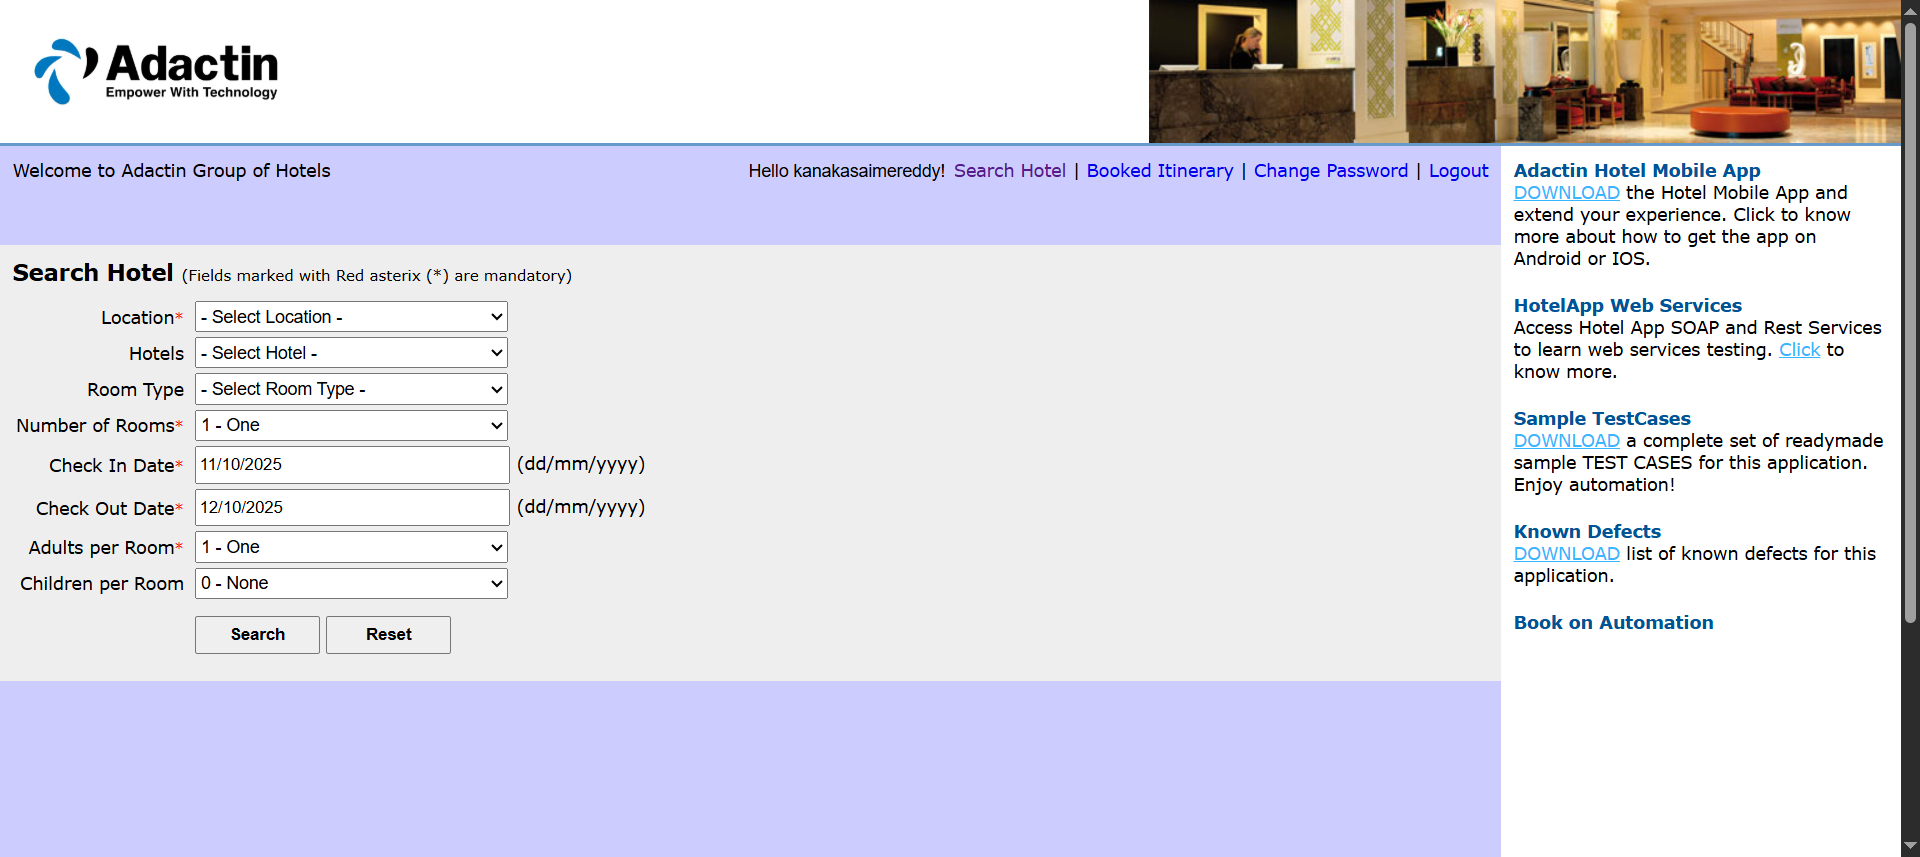 Adactin
Empower With Technology
Welcome to Adactin Group of Hotels
Hello kanakasaimereddy! Search Hotel | Booked Itinerary | Change Password | Logout
Search Hotel (Fields marked with Red asterix (*) are mandatory)
Location* - Select Location -
Hotels - Select Hotel -
Room Type - Select Room Type -
Number of Rooms* 1 - One
Check In Date* 11/10/2025 (dd/mm/yyyy)
Check Out Date* 12/10/2025 (dd/mm/yyyy)
Adults per Room* 1 - One
Children per Room 0 - None
Search Reset
Adactin Hotel Mobile App
DOWNLOAD the Hotel Mobile App and
extend your experience. Click to know
more about how to get the app on
Android or IOS.
HotelApp Web Services
Access Hotel App SOAP and Rest Services
to learn web services testing. Click to
know more.
Sample TestCases
DOWNLOAD a complete set of readymade
sample TEST CASES for this application.
Enjoy automation!
Known Defects
DOWNLOAD list of known defects for this
application.
Book on Automation